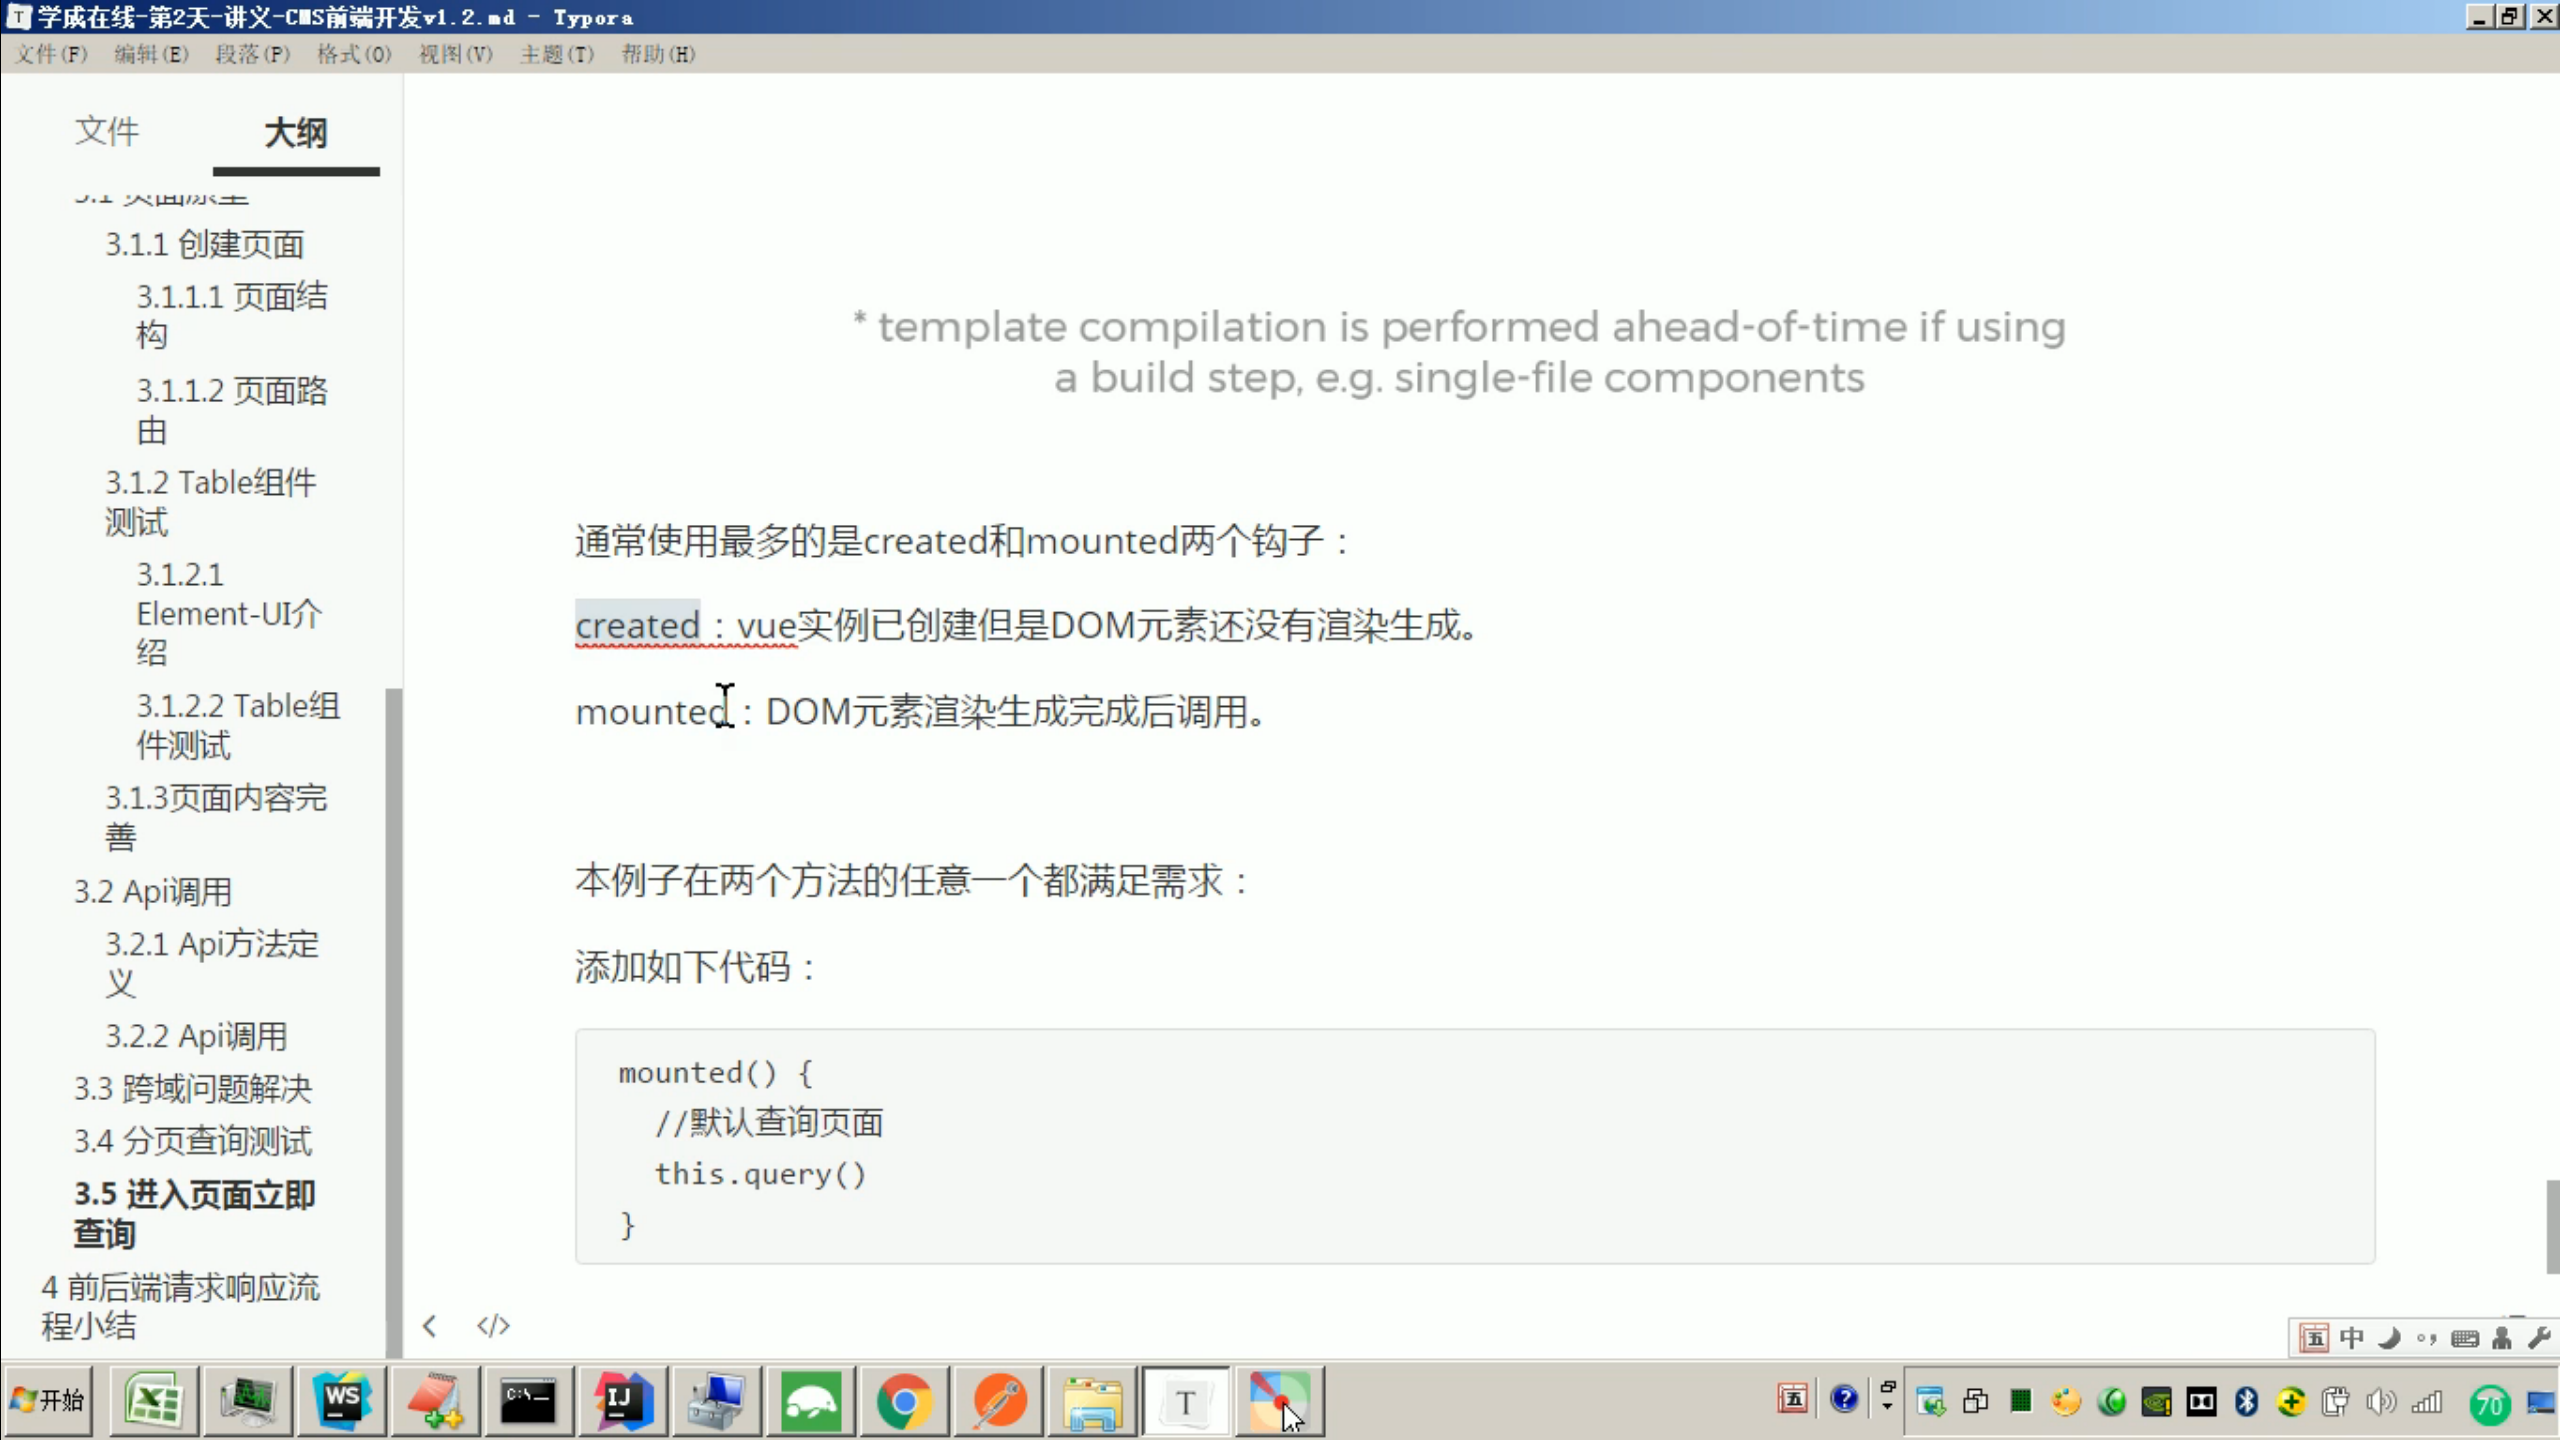 学成在线-第2天-讲义-CMS前端开发v1.2.md - Typora
文件(F) 编辑(E) 段落(P) 格式(O) 视图(V) 主题(T) 帮助(H)
文件 大纲
3.1 页面原型
3.1.1 创建页面
3.1.1.1 页面结
构
3.1.1.2 页面路
由
3.1.2 Table组件
测试
3.1.2.1
Element-UI介
绍
3.1.2.2 Table组
件测试
3.1.3页面内容完
善
3.2 Api调用
3.2.1 Api方法定
义
3.2.2 Api调用
3.3 跨域问题解决
3.4 分页查询测试
3.5 进入页面立即
查询
4 前后端请求响应流
程小结
* template compilation is performed ahead-of-time if using
a build step, e.g. single-file components
通常使用最多的是created和mounted两个钩子：
created：vue实例已创建但是DOM元素还没有渲染生成。
mounted：DOM元素渲染生成完成后调用。
本例子在两个方法的任意一个都满足需求：
添加如下代码：
mounted() {
//默认查询页面
this.query()
}
</>
五 中
开始 WS C:\_ IJ T 五 70